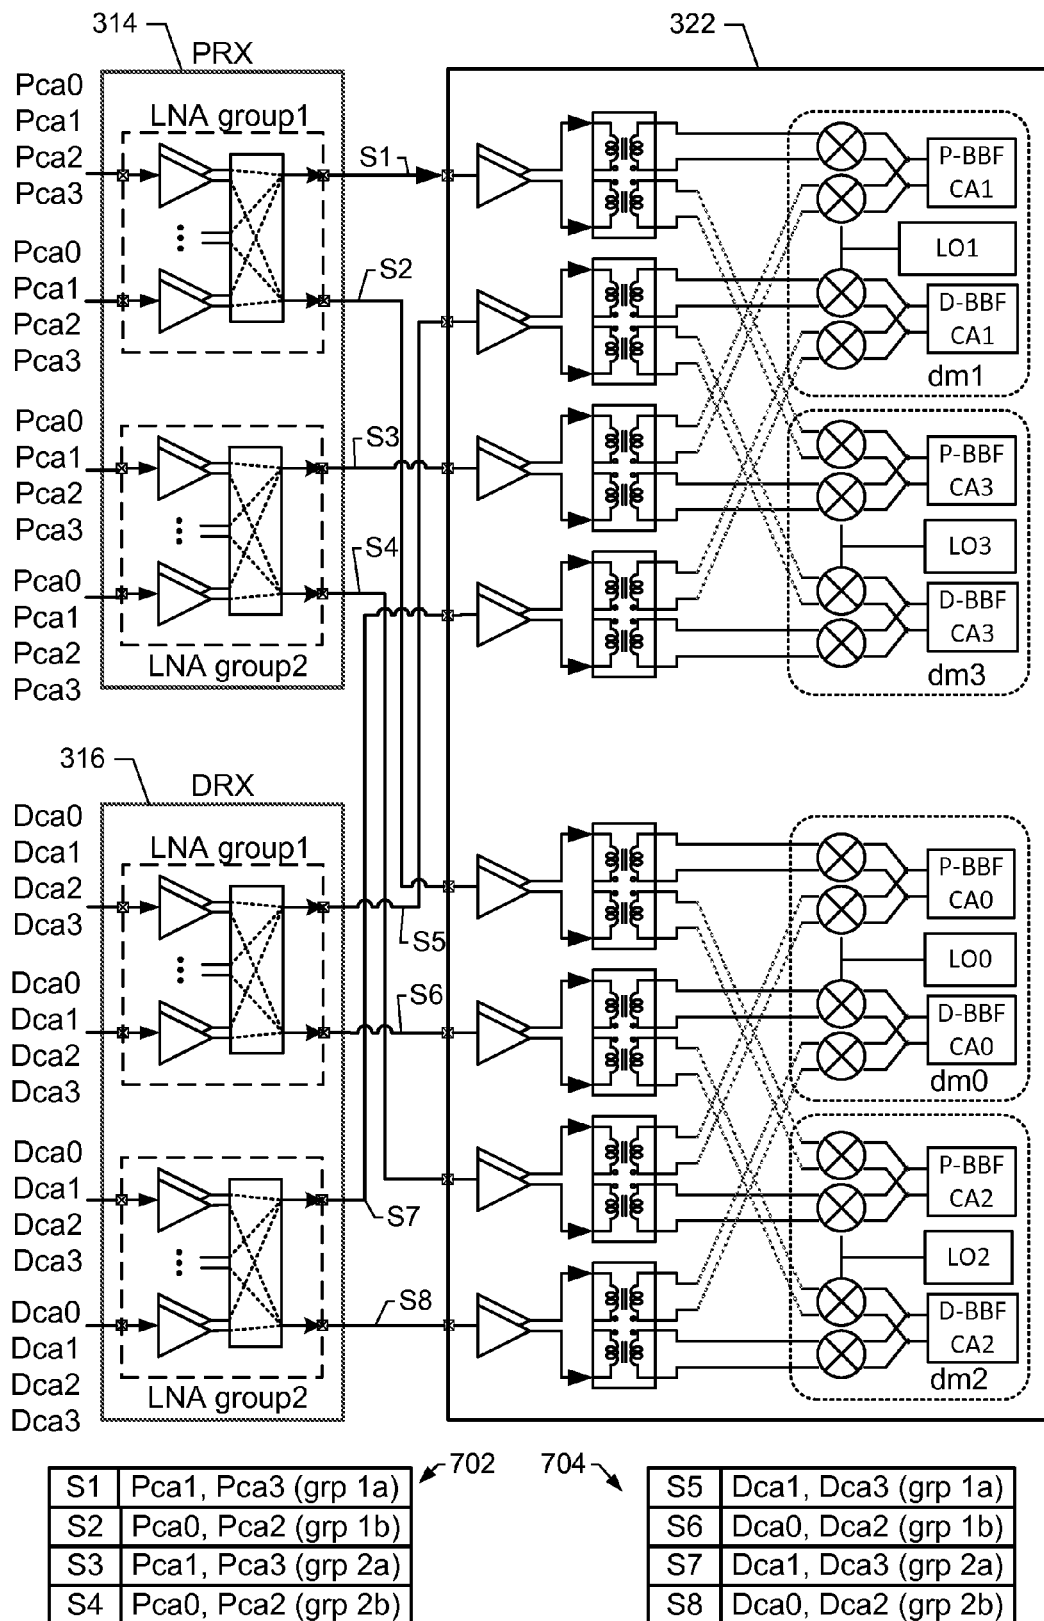 314
322
PRX
Pca0
Pca1
Pca2
Pca3
LNA group1
S1
P-BBF
CA1
LO1
Pca0
Pca1
Pca2
Pca3
S2
D-BBF
CA1
dm1
Pca0
Pca1
Pca2
Pca3
S3
P-BBF
CA3
LO3
S4
Pca0
Pca1
Pca2
Pca3
D-BBF
CA3
LNA group2
dm3
316
DRX
Dca0
Dca1
Dca2
Dca3
LNA group1
S5
P-BBF
CA0
LO0
Dca0
Dca1
Dca2
Dca3
S6
D-BBF
CA0
dm0
Dca0
Dca1
Dca2
Dca3
S7
P-BBF
CA2
LO2
Dca0
Dca1
Dca2
Dca3
S8
D-BBF
CA2
LNA group2
dm2
702
704
S1 Pca1, Pca3 (grp 1a)
S2 Pca0, Pca2 (grp 1b)
S3 Pca1, Pca3 (grp 2a)
S4 Pca0, Pca2 (grp 2b)
S5 Dca1, Dca3 (grp 1a)
S6 Dca0, Dca2 (grp 1b)
S7 Dca1, Dca3 (grp 2a)
S8 Dca0, Dca2 (grp 2b)